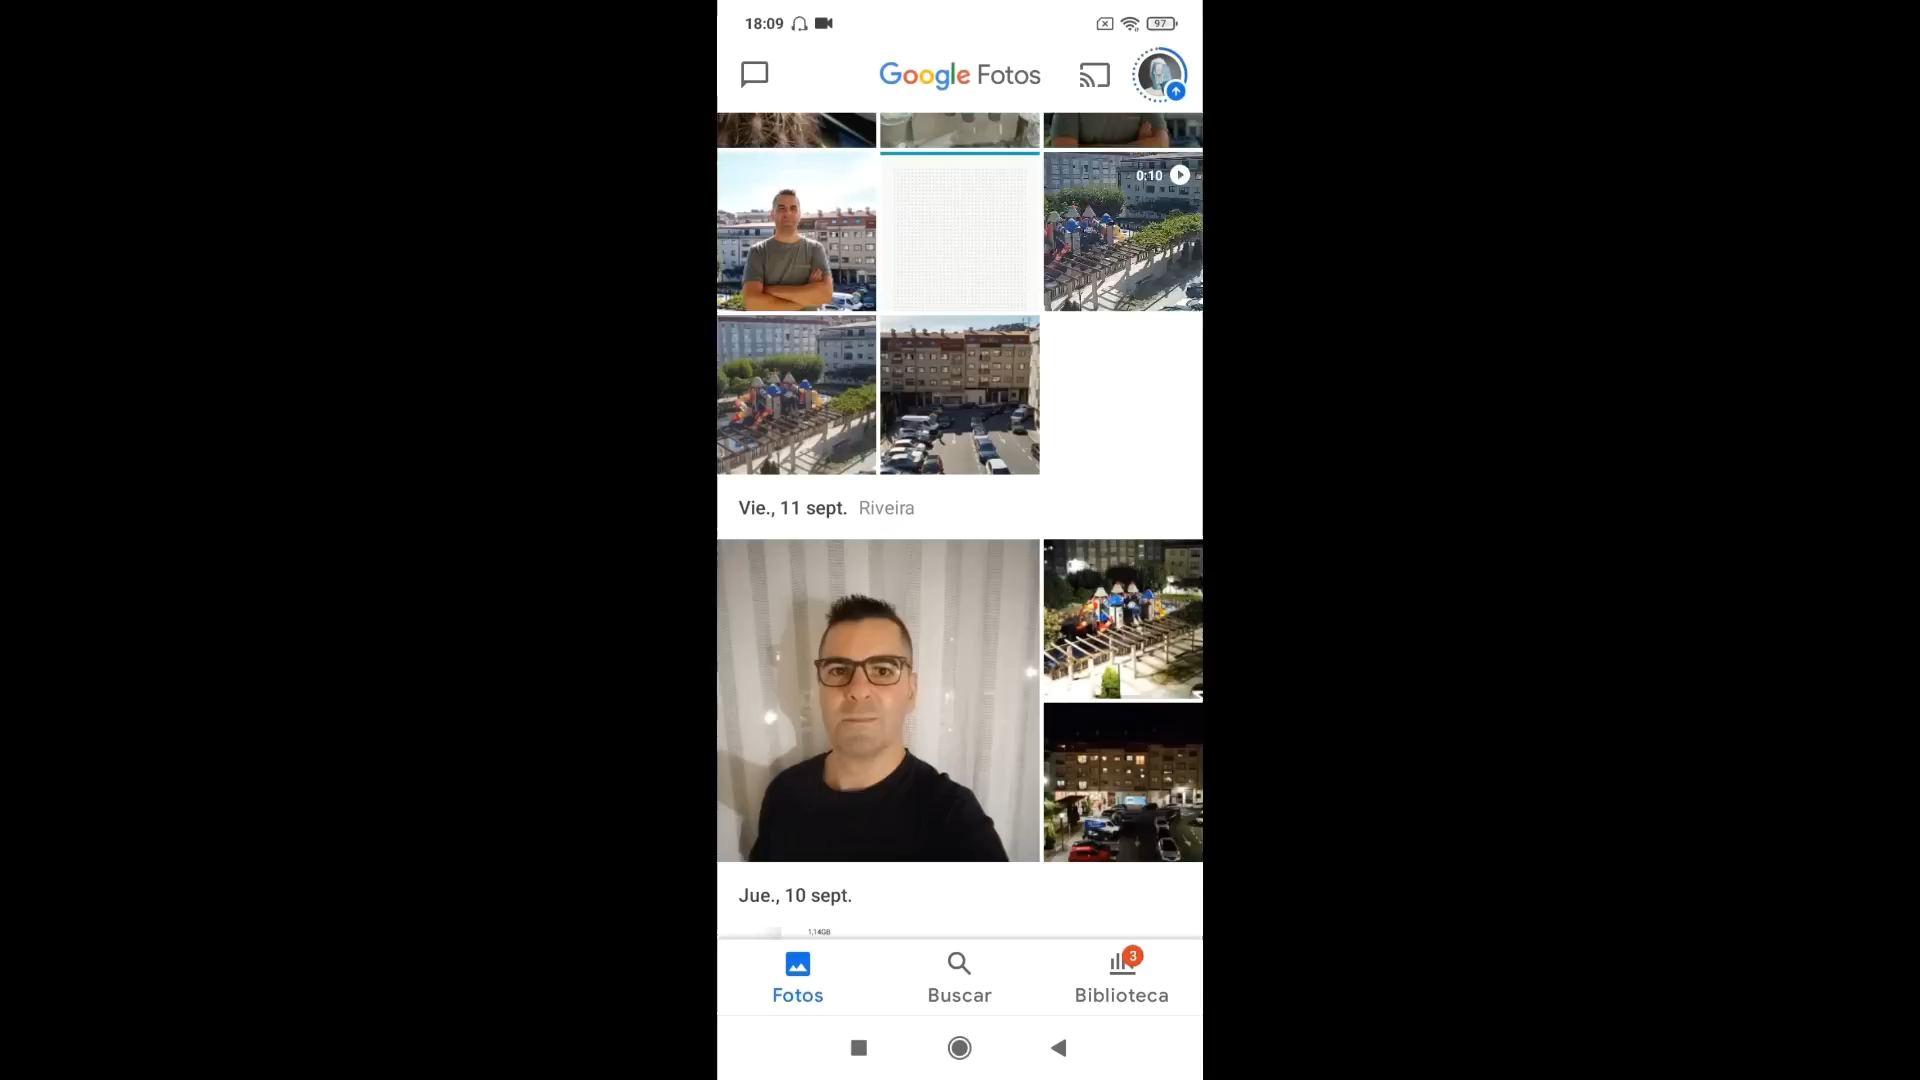 18:09
97
Google Fotos
0:10
Vie., 11 sept. Riveira
Jue., 10 sept.
1,14GB
3
Fotos
Buscar
Biblioteca